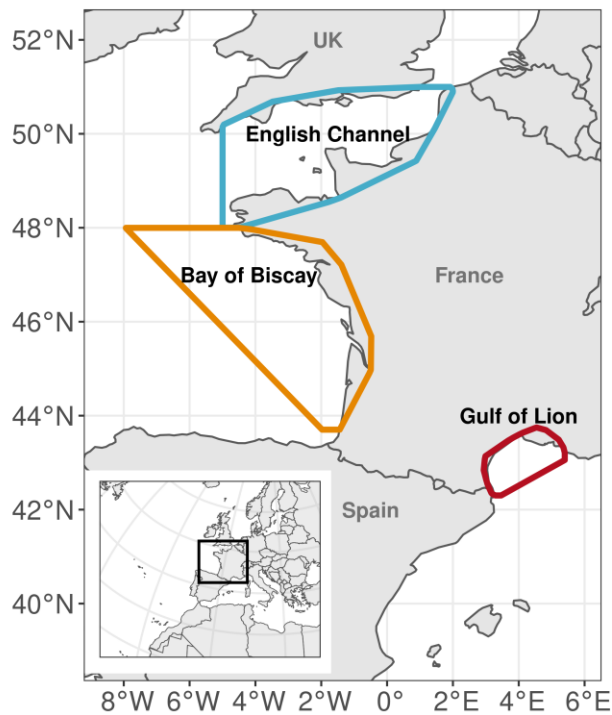 52°N
UK
50°N
English Channel
48°N
Bay of Biscay
France
46°N
44°N
Gulf of Lion
42°N
Spain
40°N
8°W 6°W 4°W 2°W 0° 2°E 4°E 6°E